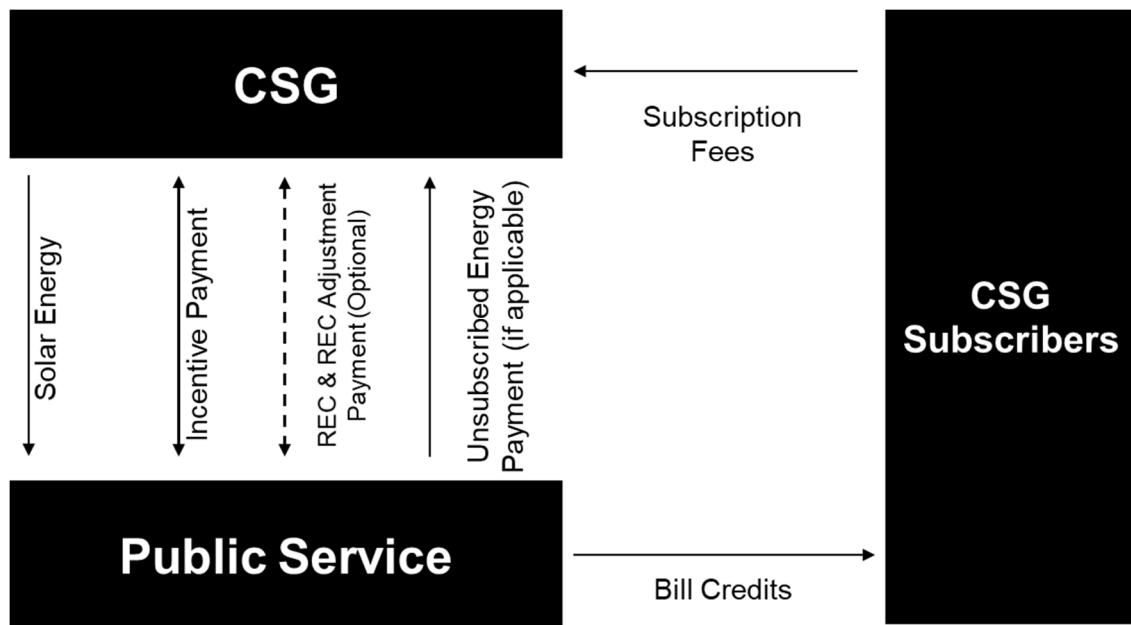 CSG
Subscription
Fees
Solar Energy
Incentive Payment
REC & REC Adjustment
Payment (Optional)
Unsubscribed Energy
Payment (if applicable)
CSG
Subscribers
Public Service
Bill Credits